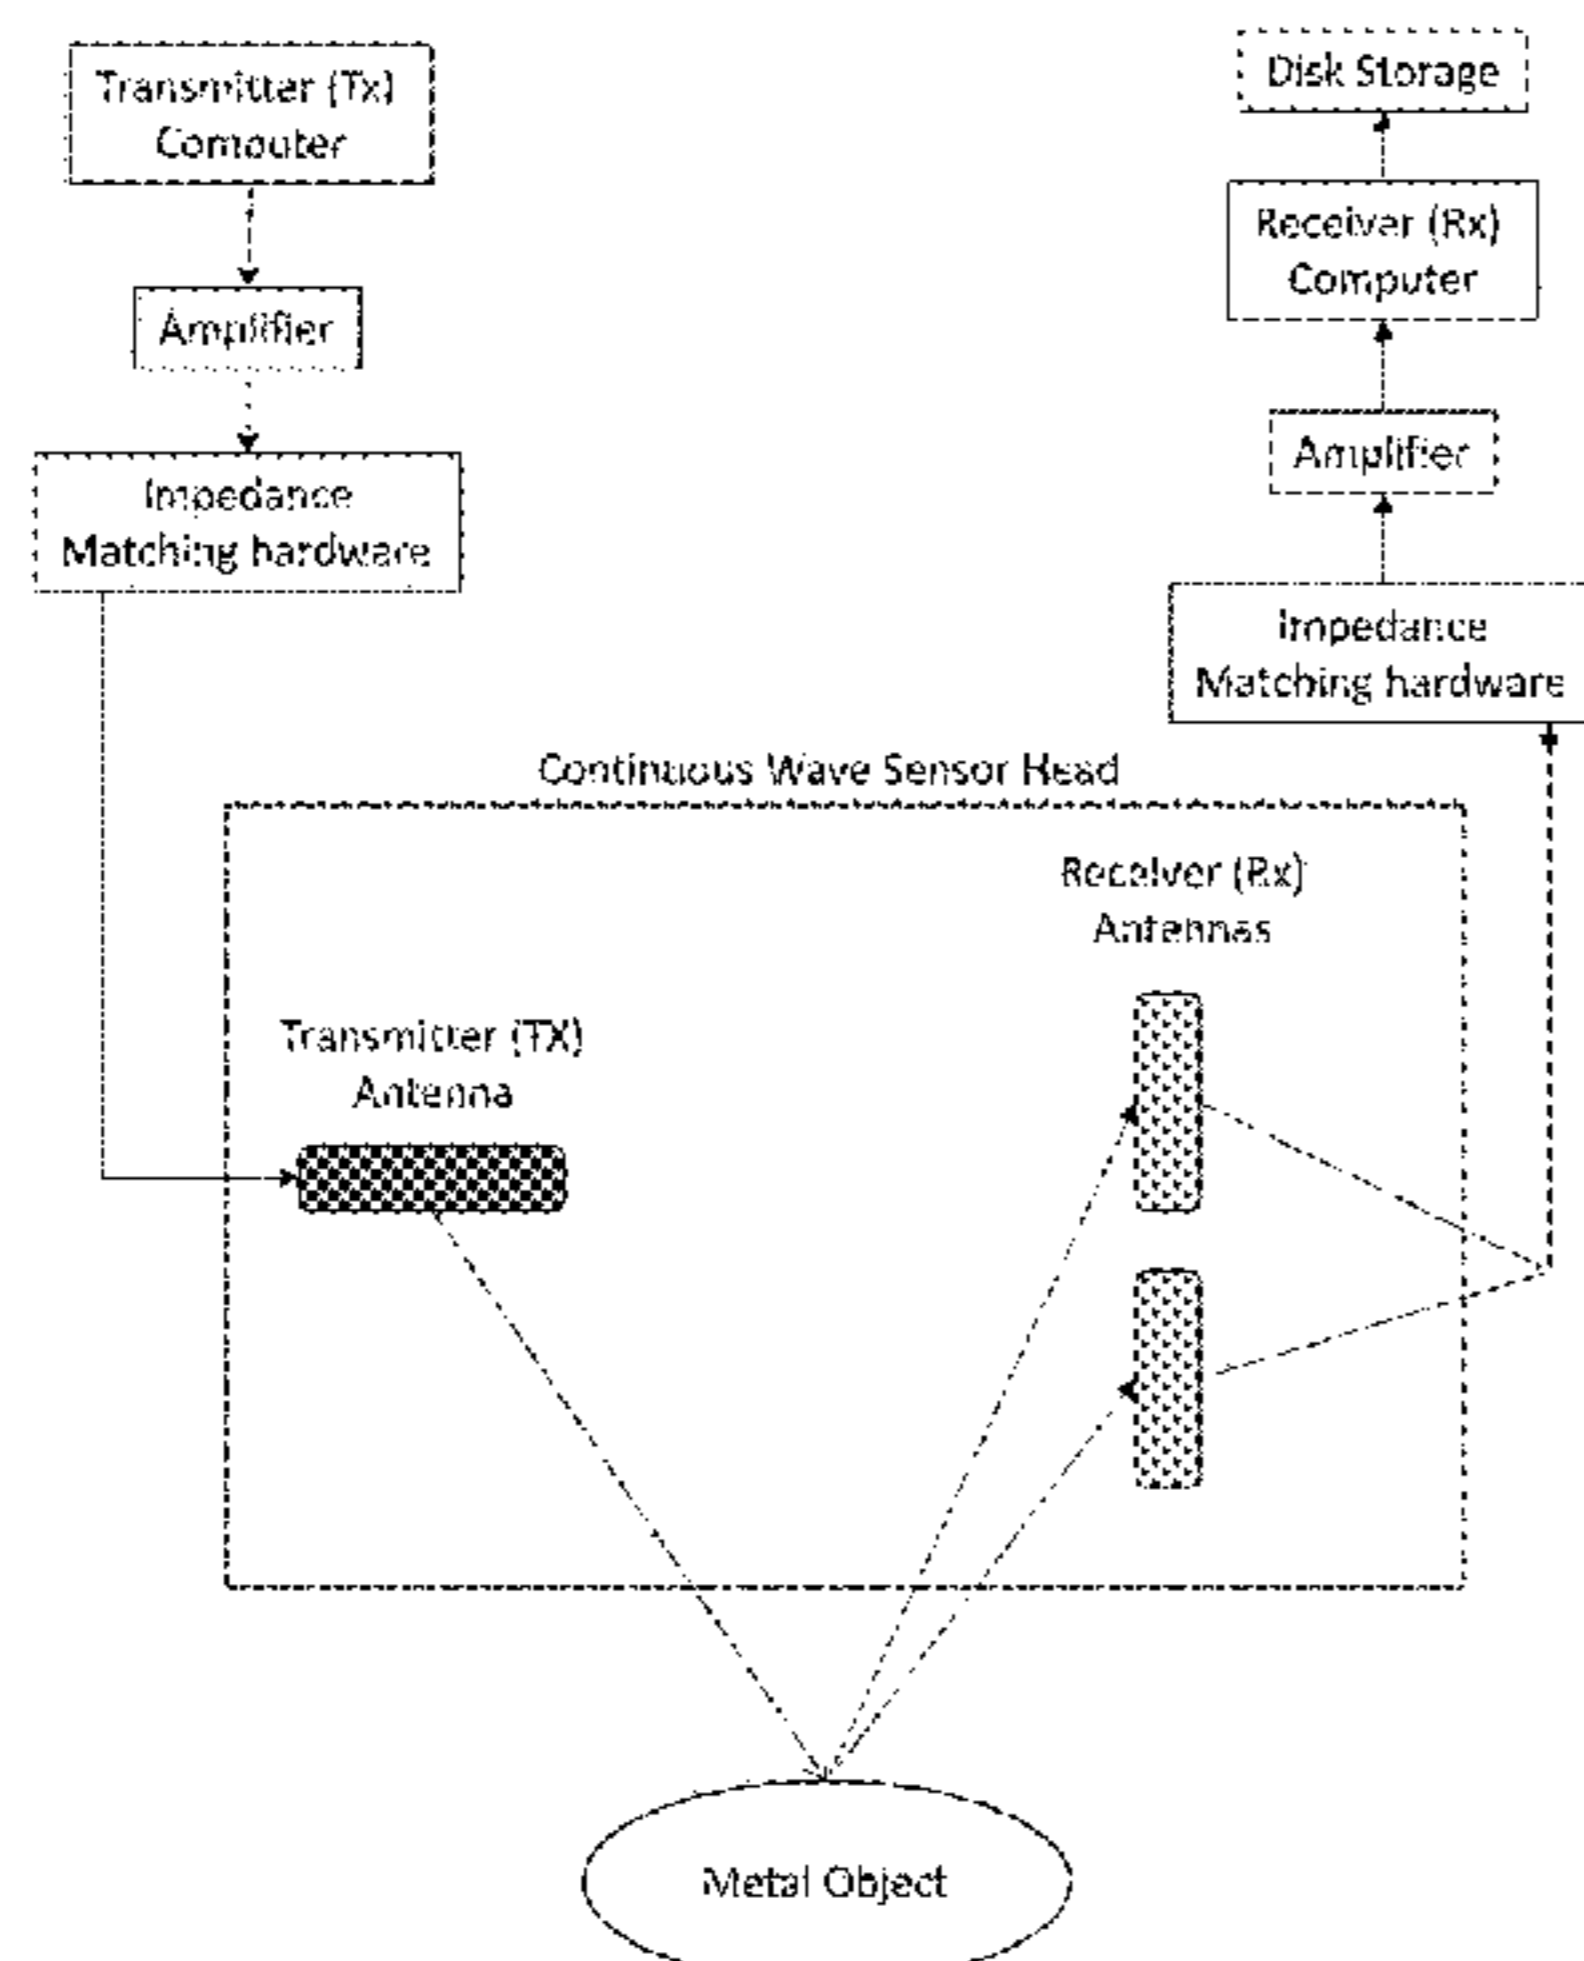 Transmitter (Tx)
Comouter
Amplifier
Impedance
Matching hardware
Disk Storage
Receiver (Rx)
Computer
Amplifier
Impedance
Matching hardware
Continuous Wave Sensor Head
Receiver (Rx)
Antennas
Transmitter (TX)
Antenna
Metal Object